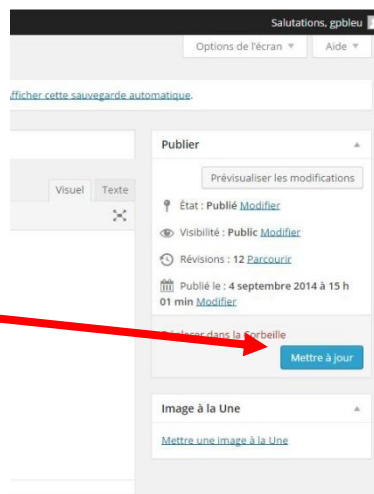 Salutations, gpbleu
Options de l'écran Aide
Afficher cette sauvegarde automatique.
Publier
Prévisualiser les modifications
Visuel Texte
État : Publié Modifier
Visibilité : Public Modifier
Révisions : 12 Parcourir
Publié le : 4 septembre 2014 à 15 h
01 min Modifier
Déplacer dans la Corbeille
Mettre à jour
Image à la Une
Mettre une image à la Une